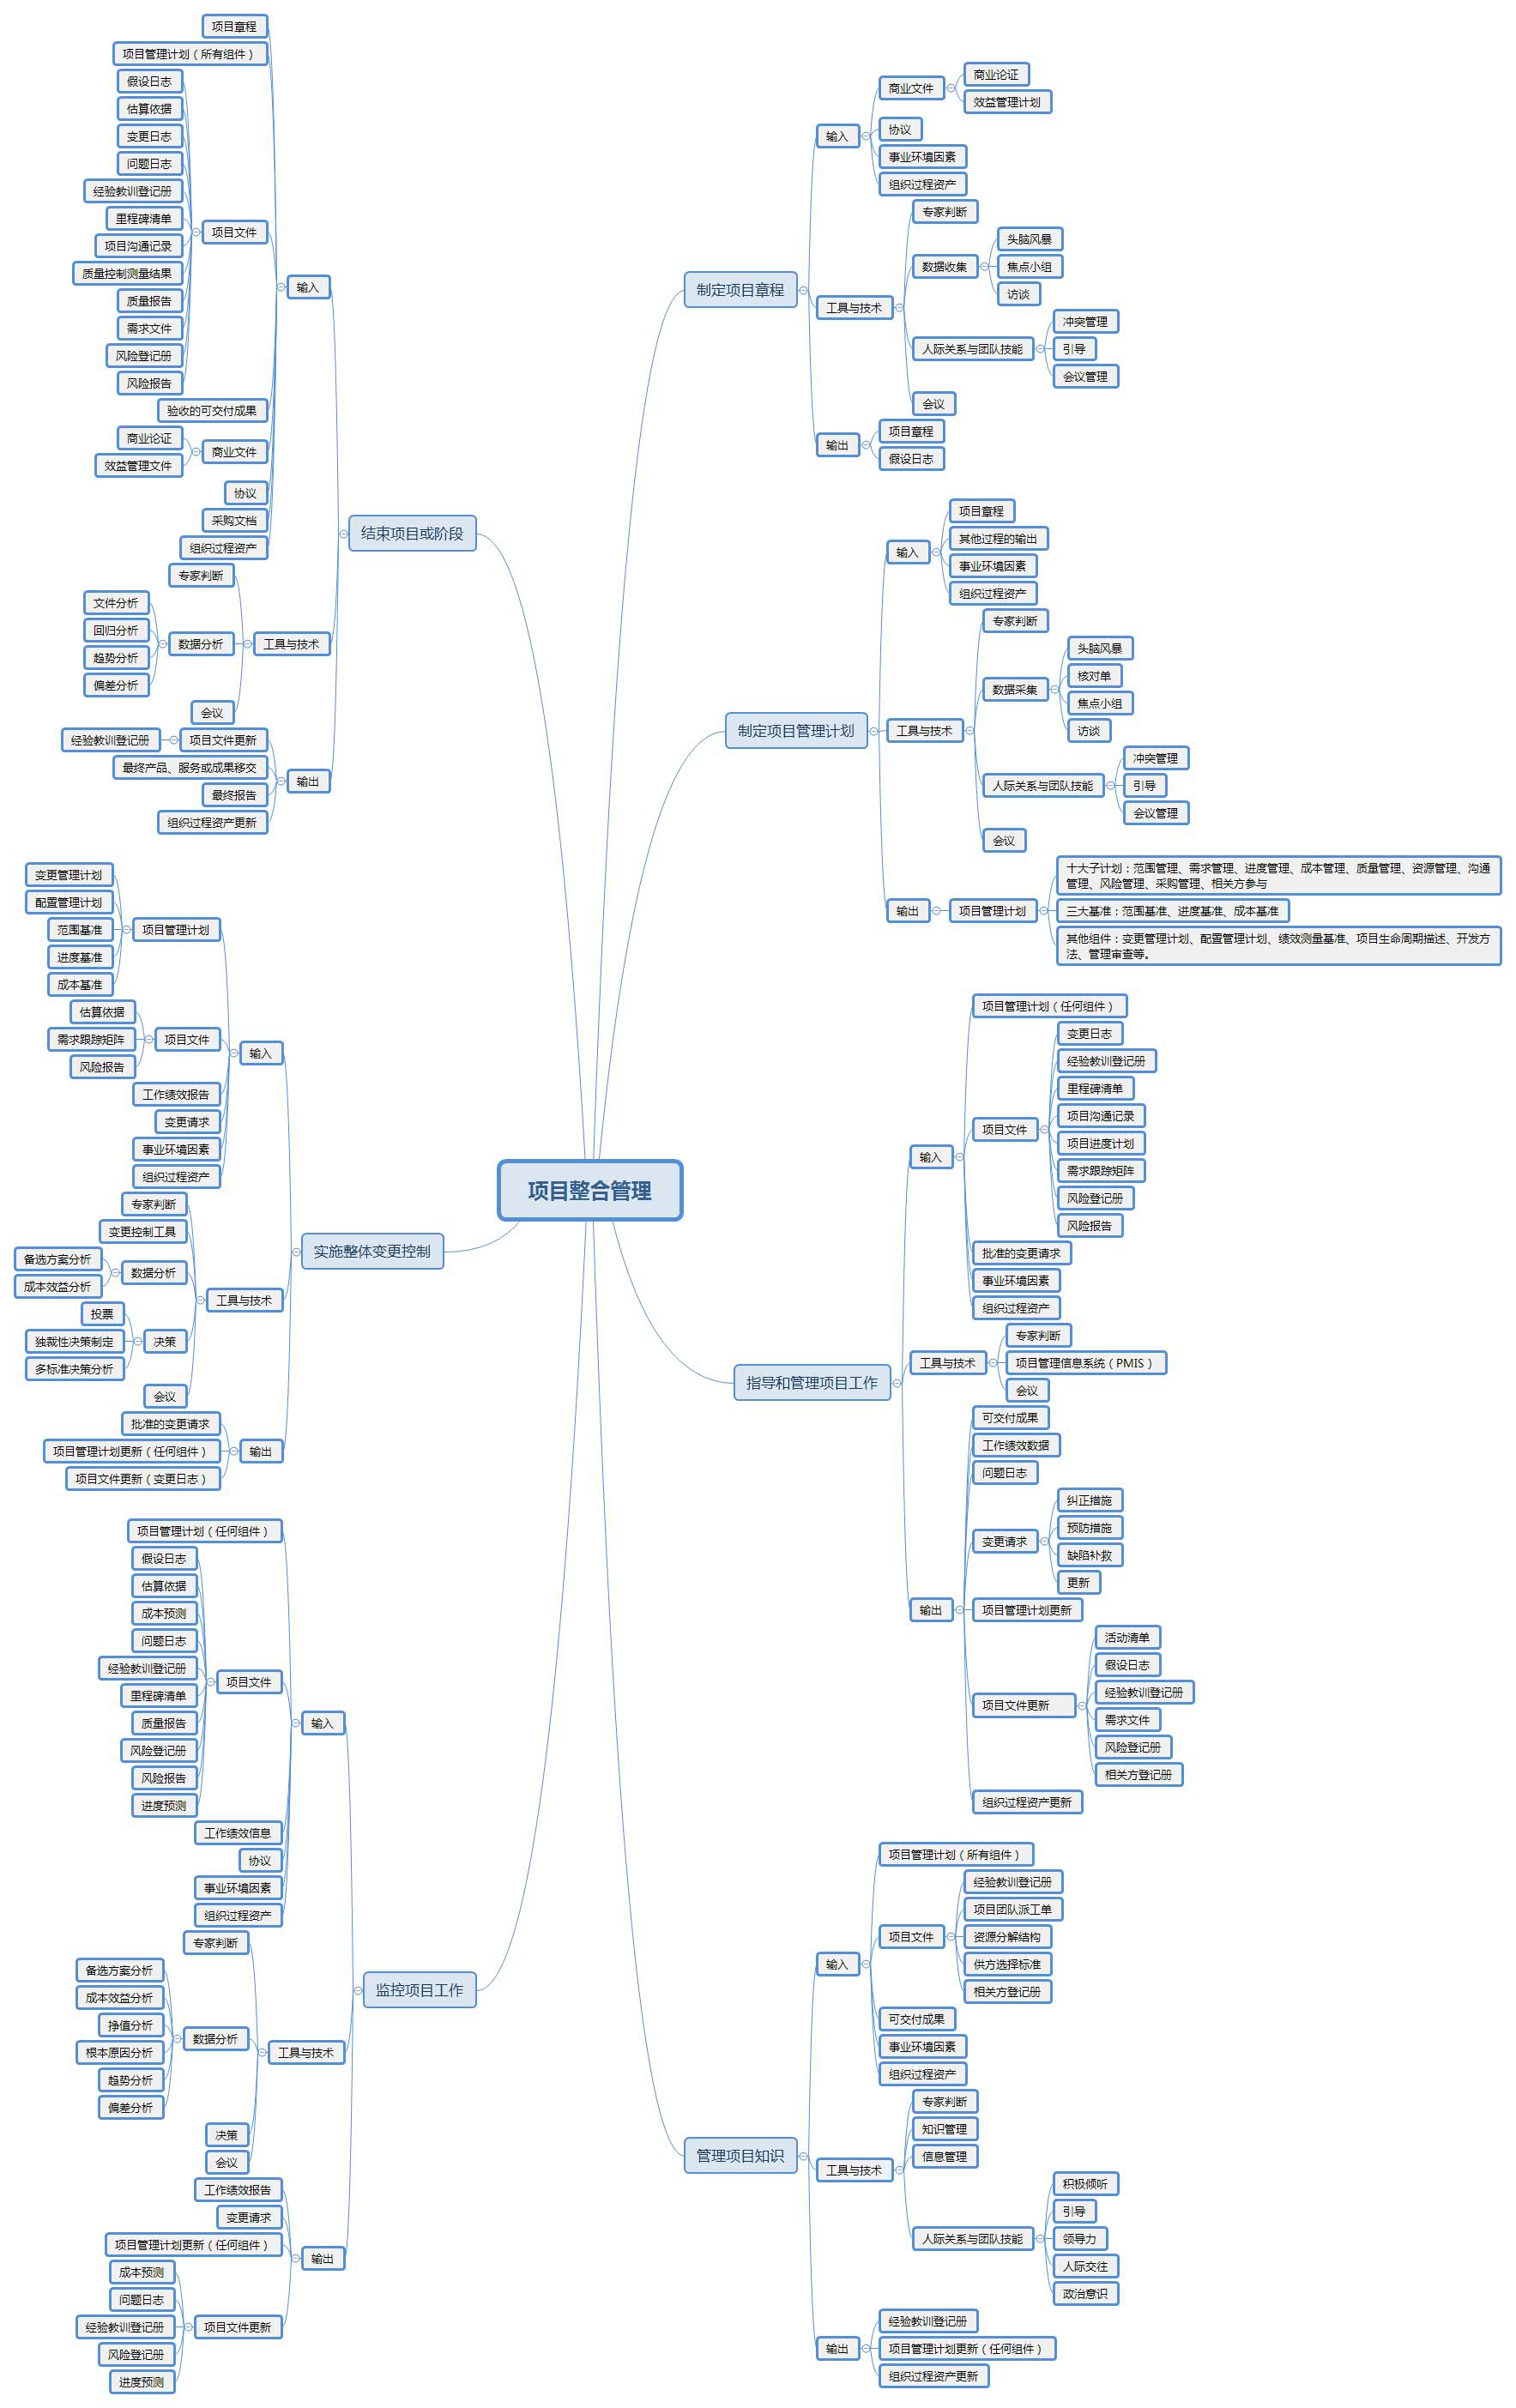 项目整合管理
制定项目章程
输入
商业文件
商业论证
效益管理计划
协议
事业环境因素
组织过程资产
工具与技术
专家判断
数据收集
头脑风暴
焦点小组
访谈
人际关系与团队技能
冲突管理
引导
会议管理
会议
输出
项目章程
假设日志
制定项目管理计划
输入
项目章程
其他过程的输出
事业环境因素
组织过程资产
工具与技术
专家判断
数据采集
头脑风暴
核对单
焦点小组
访谈
人际关系与团队技能
冲突管理
引导
会议管理
会议
输出
项目管理计划
十大子计划：范围管理、需求管理、进度管理、成本管理、质量管理、资源管理、沟通
管理、风险管理、采购管理、相关方参与
三大基准：范围基准、进度基准、成本基准
其他组件：变更管理计划、配置管理计划、绩效测量基准、项目生命周期描述、开发方
法、管理审查等。
指导和管理项目工作
输入
项目管理计划（任何组件）
项目文件
变更日志
经验教训登记册
里程碑清单
项目沟通记录
项目进度计划
需求跟踪矩阵
风险登记册
风险报告
批准的变更请求
事业环境因素
组织过程资产
工具与技术
专家判断
项目管理信息系统（PMIS）
会议
输出
可交付成果
工作绩效数据
问题日志
变更请求
纠正措施
预防措施
缺陷补救
更新
项目管理计划更新
项目文件更新
活动清单
假设日志
经验教训登记册
需求文件
风险登记册
相关方登记册
组织过程资产更新
管理项目知识
输入
项目管理计划（所有组件）
项目文件
经验教训登记册
项目团队派工单
资源分解结构
供方选择标准
相关方登记册
可交付成果
事业环境因素
组织过程资产
工具与技术
专家判断
知识管理
信息管理
人际关系与团队技能
积极倾听
引导
领导力
人际交往
政治意识
输出
经验教训登记册
项目管理计划更新（任何组件）
组织过程资产更新
结束项目或阶段
输入
项目章程
项目管理计划（所有组件）
项目文件
假设日志
估算依据
变更日志
问题日志
经验教训登记册
里程碑清单
项目沟通记录
质量控制测量结果
质量报告
需求文件
风险登记册
风险报告
验收的可交付成果
商业文件
商业论证
效益管理文件
协议
采购文档
组织过程资产
工具与技术
专家判断
数据分析
文件分析
回归分析
趋势分析
偏差分析
会议
输出
项目文件更新
经验教训登记册
最终产品、服务或成果移交
最终报告
组织过程资产更新
实施整体变更控制
输入
项目管理计划
变更管理计划
配置管理计划
范围基准
进度基准
成本基准
项目文件
估算依据
需求跟踪矩阵
风险报告
工作绩效报告
变更请求
事业环境因素
组织过程资产
工具与技术
专家判断
变更控制工具
数据分析
备选方案分析
成本效益分析
决策
投票
独裁性决策制定
多标准决策分析
会议
输出
批准的变更请求
项目管理计划更新（任何组件）
项目文件更新（变更日志）
监控项目工作
输入
项目管理计划（任何组件）
项目文件
假设日志
估算依据
成本预测
问题日志
经验教训登记册
里程碑清单
质量报告
风险登记册
风险报告
进度预测
工作绩效信息
协议
事业环境因素
组织过程资产
工具与技术
专家判断
数据分析
备选方案分析
成本效益分析
挣值分析
根本原因分析
趋势分析
偏差分析
决策
会议
输出
工作绩效报告
变更请求
项目管理计划更新（任何组件）
项目文件更新
成本预测
问题日志
经验教训登记册
风险登记册
进度预测